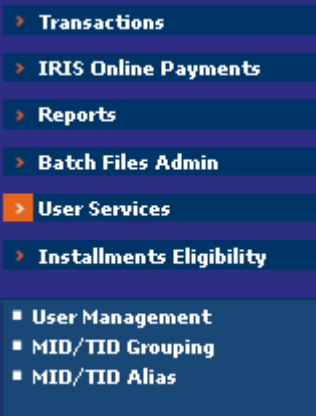 Transactions
IRIS Online Payments
Reports
Batch Files Admin
User Services
Installments Eligibility
User Management
MID/TID Grouping
MID/TID Alias